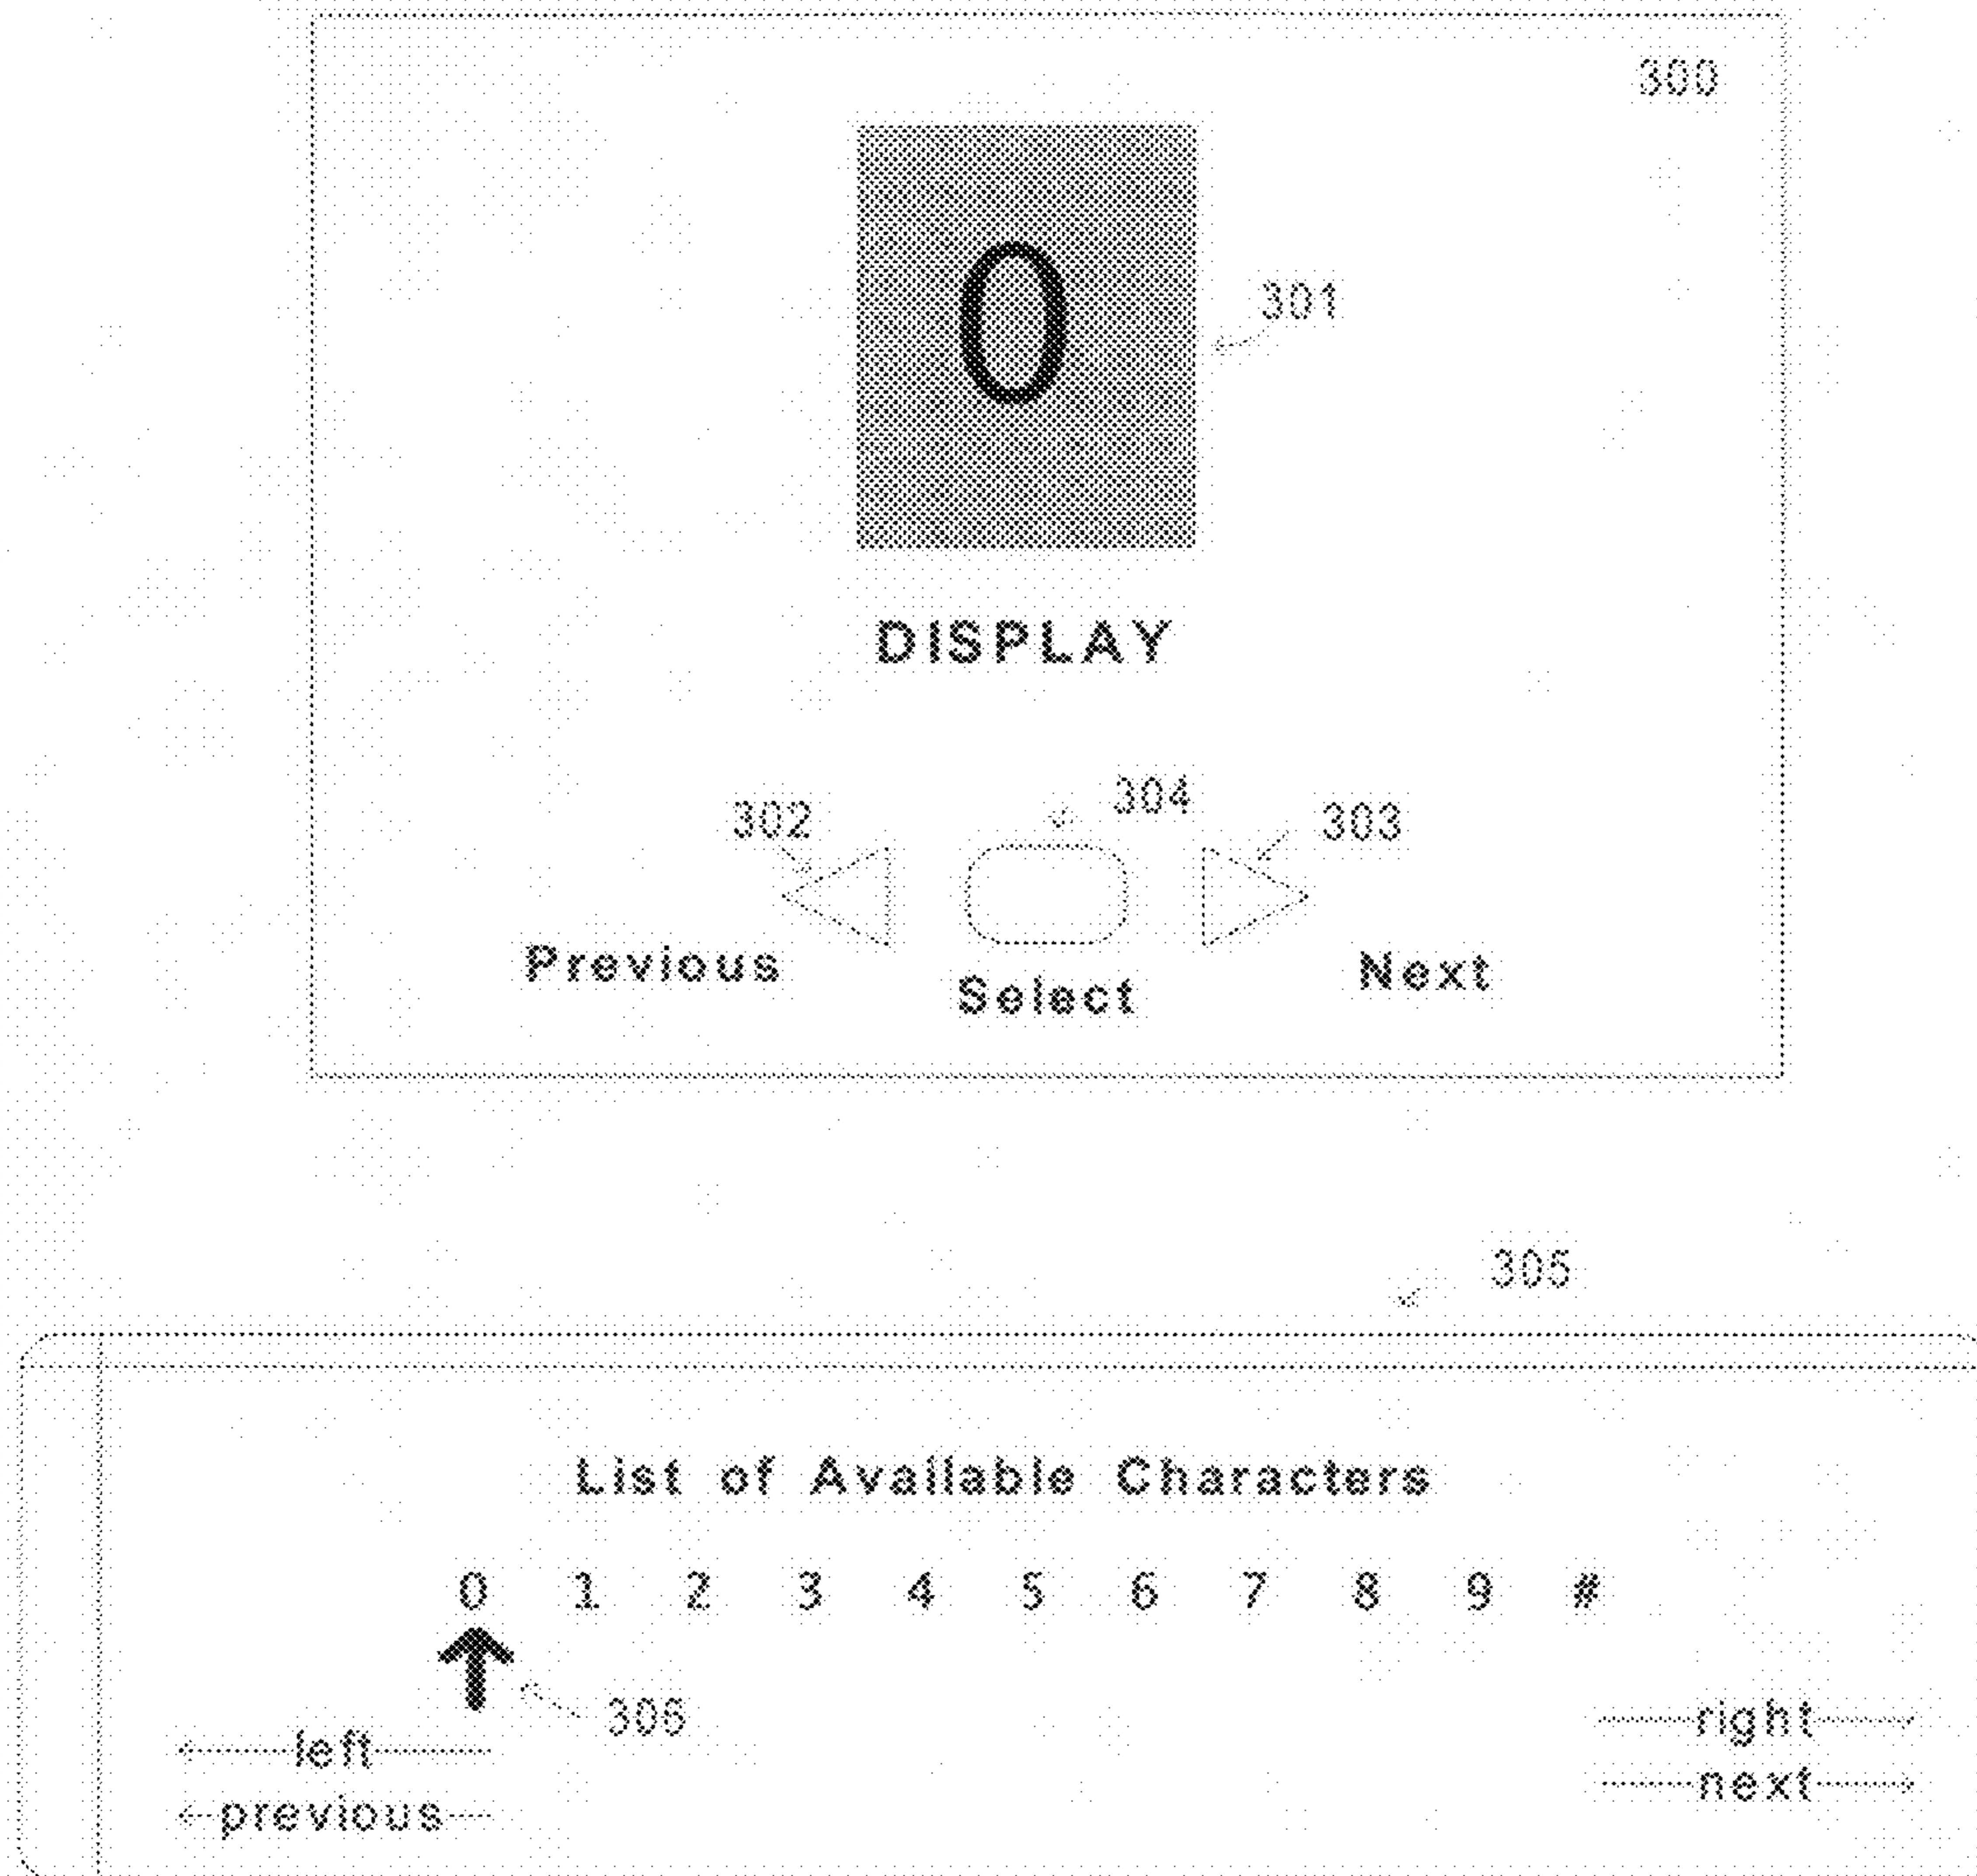 300
0
301
DISPLAY
302 304 303
Previous Select Next
305
List of Available Characters
0 1 2 3 4 5 6 7 8 9 #
306
left right
previous next